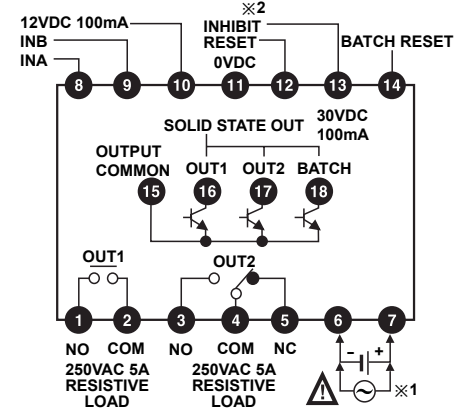 ※2
12VDC 100mA
INHIBIT
INB
RESET
BATCH RESET
INA
0VDC
8 9 10 11 12 13 14
SOLID STATE OUT
30VDC
100mA
OUTPUT
COMMON
OUT1 OUT2 BATCH
15 16 17 18
OUT1
OUT2
1 2 3 4 5 6 7
NO COM NO COM NC
- +
250VAC 5A
RESISTIVE
LOAD
250VAC 5A
RESISTIVE
LOAD
! ※1